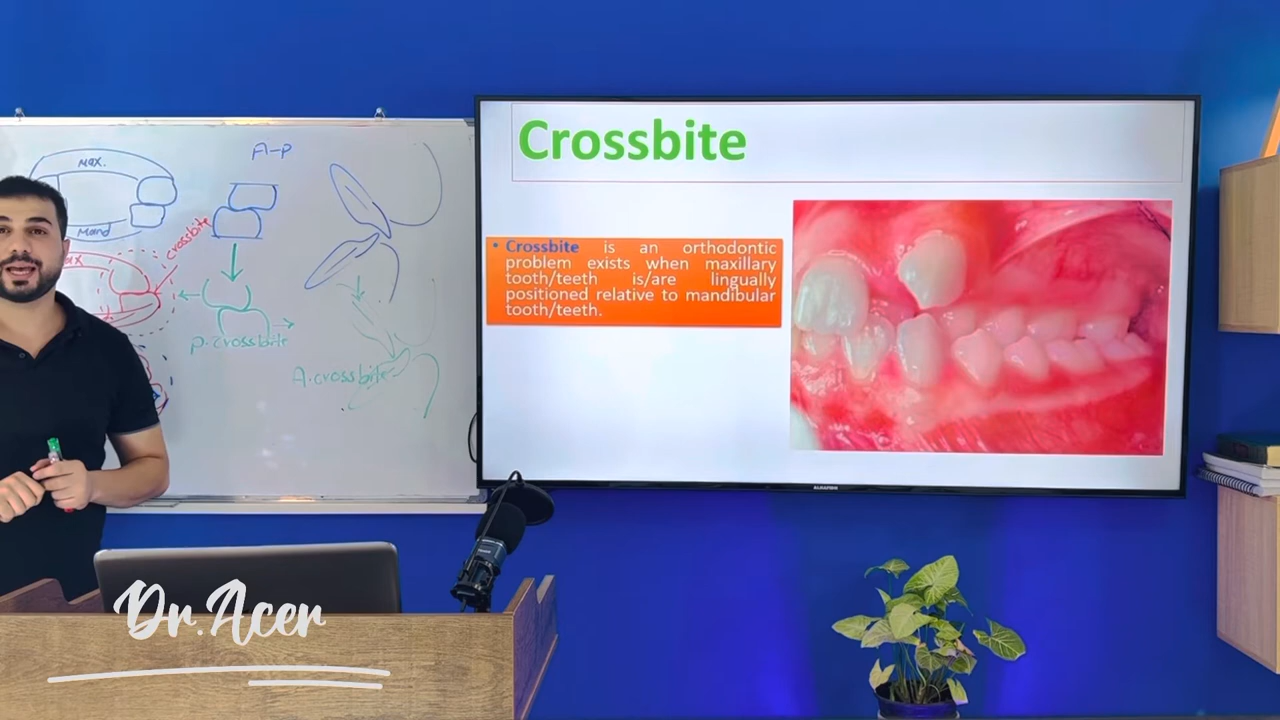 Max.
A-P
Mand
crossbite
p.crossbite
A.crossbite
Crossbite
• Crossbite is an orthodontic
problem exists when maxillary
tooth/teeth is/are lingually
positioned relative to mandibular
tooth/teeth.
Dr.Acer